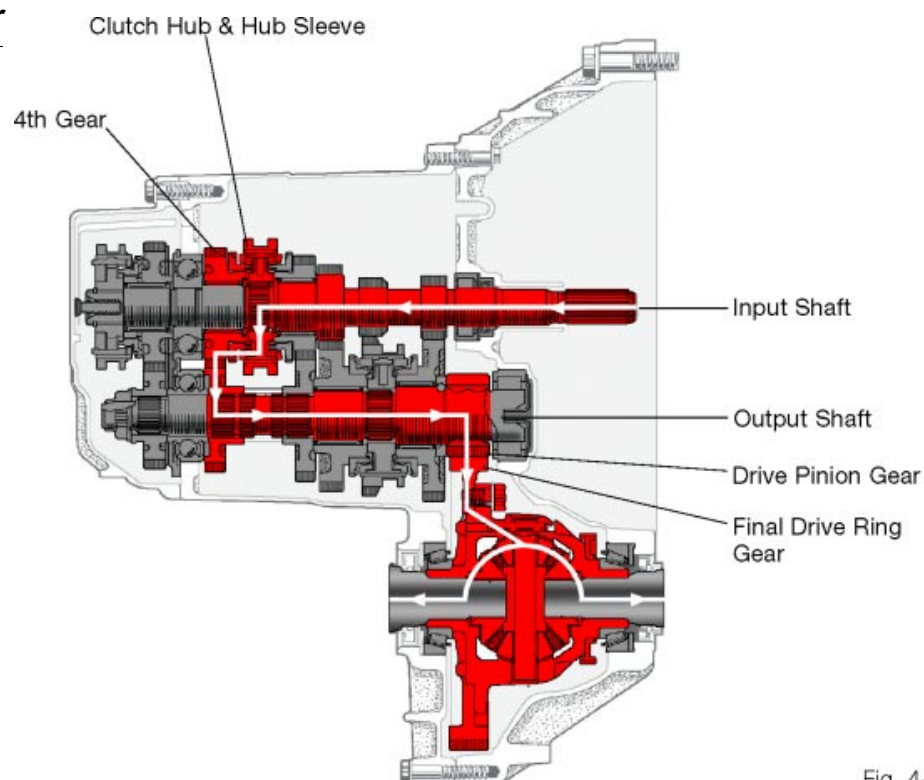 Clutch Hub & Hub Sleeve
4th Gear
Input Shaft
Output Shaft
Drive Pinion Gear
Final Drive Ring
Gear